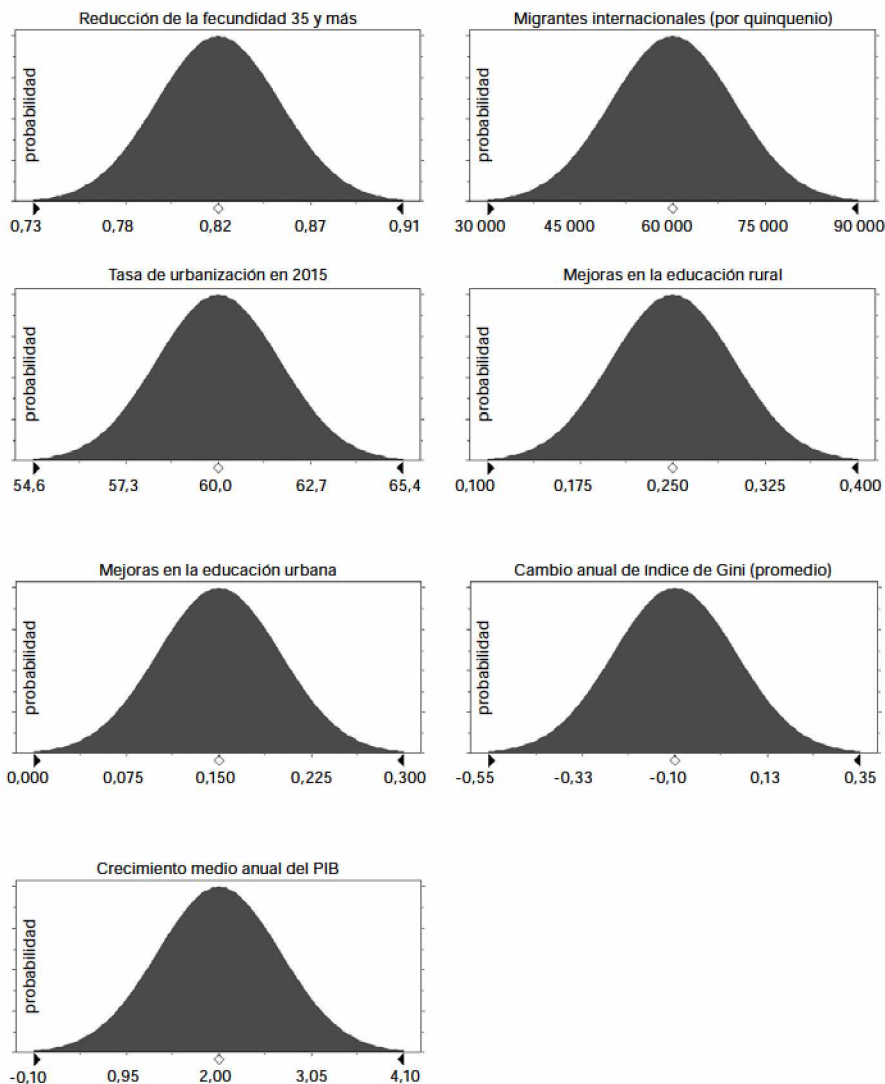 Reducción de la fecundidad 35 y más
probabilidad
0,73 0,78 0,82 0,87 0,91
Migrantes internacionales (por quinquenio)
probabilidad
30 000 45 000 60 000 75 000 90 000
Tasa de urbanización en 2015
probabilidad
54,6 57,3 60,0 62,7 65,4
Mejoras en la educación rural
probabilidad
0,100 0,175 0,250 0,325 0,400
Mejoras en la educación urbana
probabilidad
0,000 0,075 0,150 0,225 0,300
Cambio anual de índice de Gini (promedio)
probabilidad
-0,55 -0,33 -0,10 0,13 0,35
Crecimiento medio anual del PIB
probabilidad
-0,10 0,95 2,00 3,05 4,10